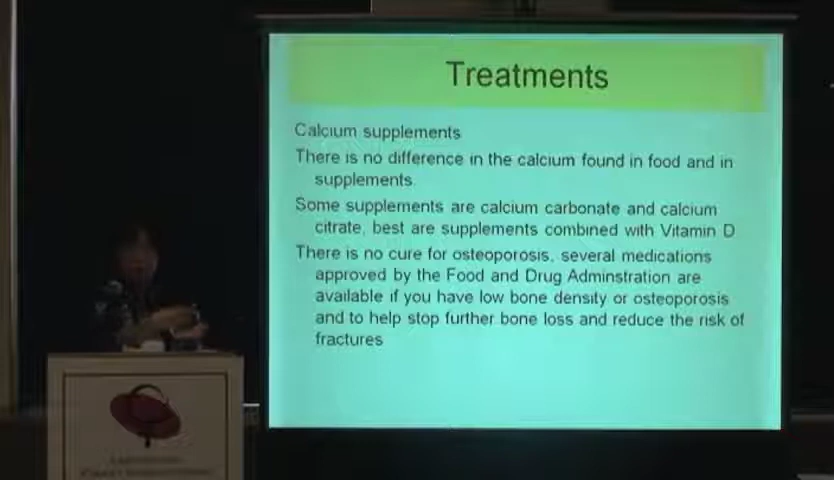 Treatments
Calcium supplements
There is no difference in the calcium found in food and in
supplements
Some supplements are calcium carbonate and calcium
citrate, best are supplements combined with Vitamin D
There is no cure for osteoporosis, several medications
approved by the Food and Drug Adminstration are
available if you have low bone density or osteoporosis
and to help stop further bone loss and reduce the risk of
fractures